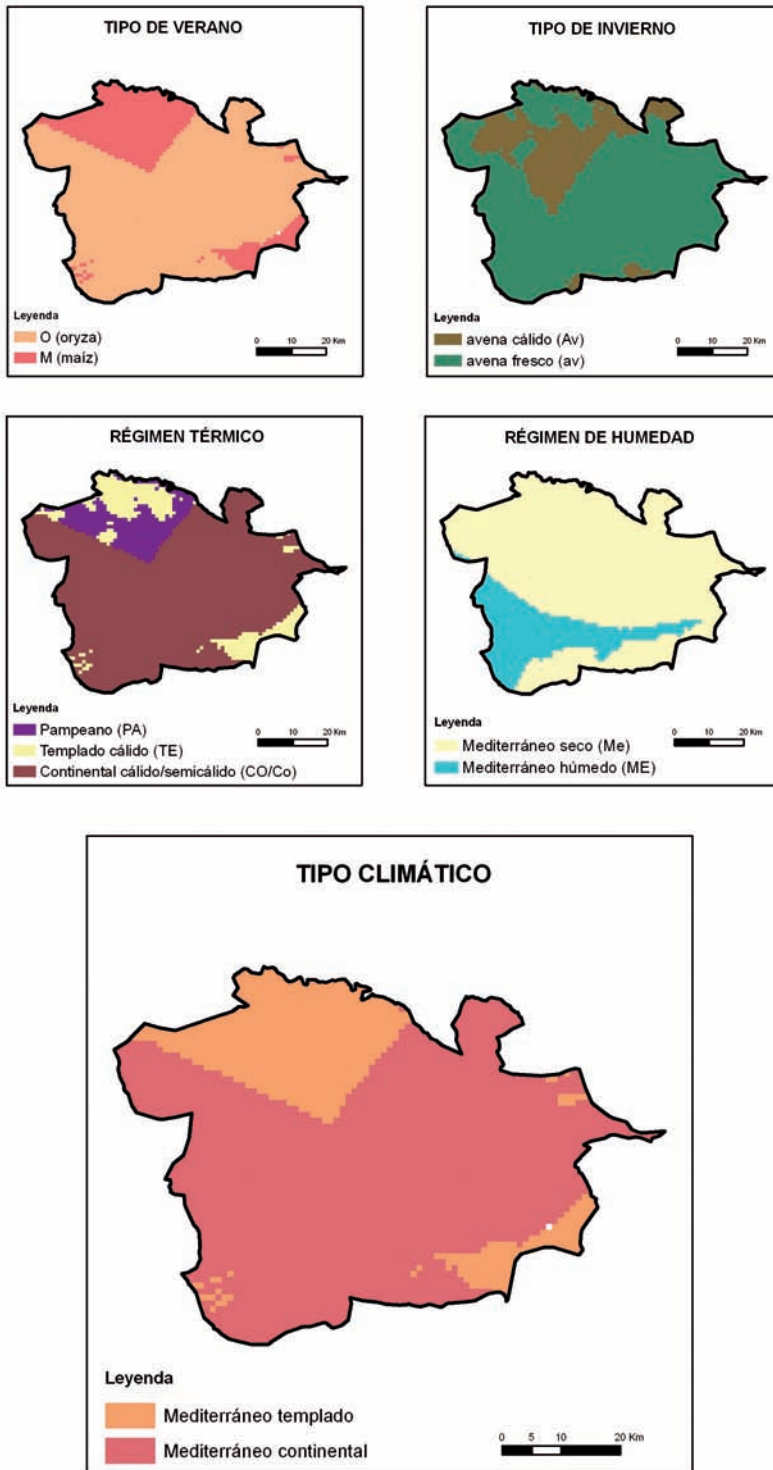 TIPO DE VERANO
Leyenda
O (oryza)
M (maíz)
0 10 20 Km
TIPO DE INVIERNO
Leyenda
avena cálido (Av)
avena fresco (av)
0 10 20 Km
RÉGIMEN TÉRMICO
Leyenda
Pampeano (PA)
Templado cálido (TE)
Continental cálido/semicálido (CO/Co)
0 10 20 Km
RÉGIMEN DE HUMEDAD
Leyenda
Mediterráneo seco (Me)
Mediterráneo húmedo (ME)
0 10 20 Km
TIPO CLIMÁTICO
Leyenda
Mediterráneo templado
Mediterráneo continental
0 5 10 20 Km